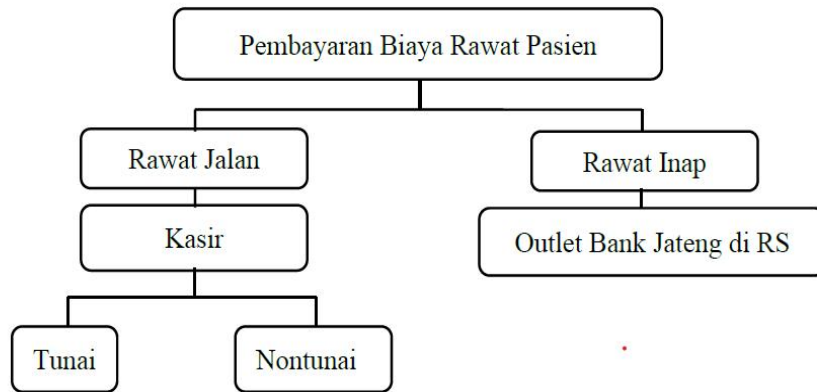 Pembayaran Biaya Rawat Pasien
Rawat Jalan
Rawat Inap
Kasir
Outlet Bank Jateng di RS
Tunai
Nontunai